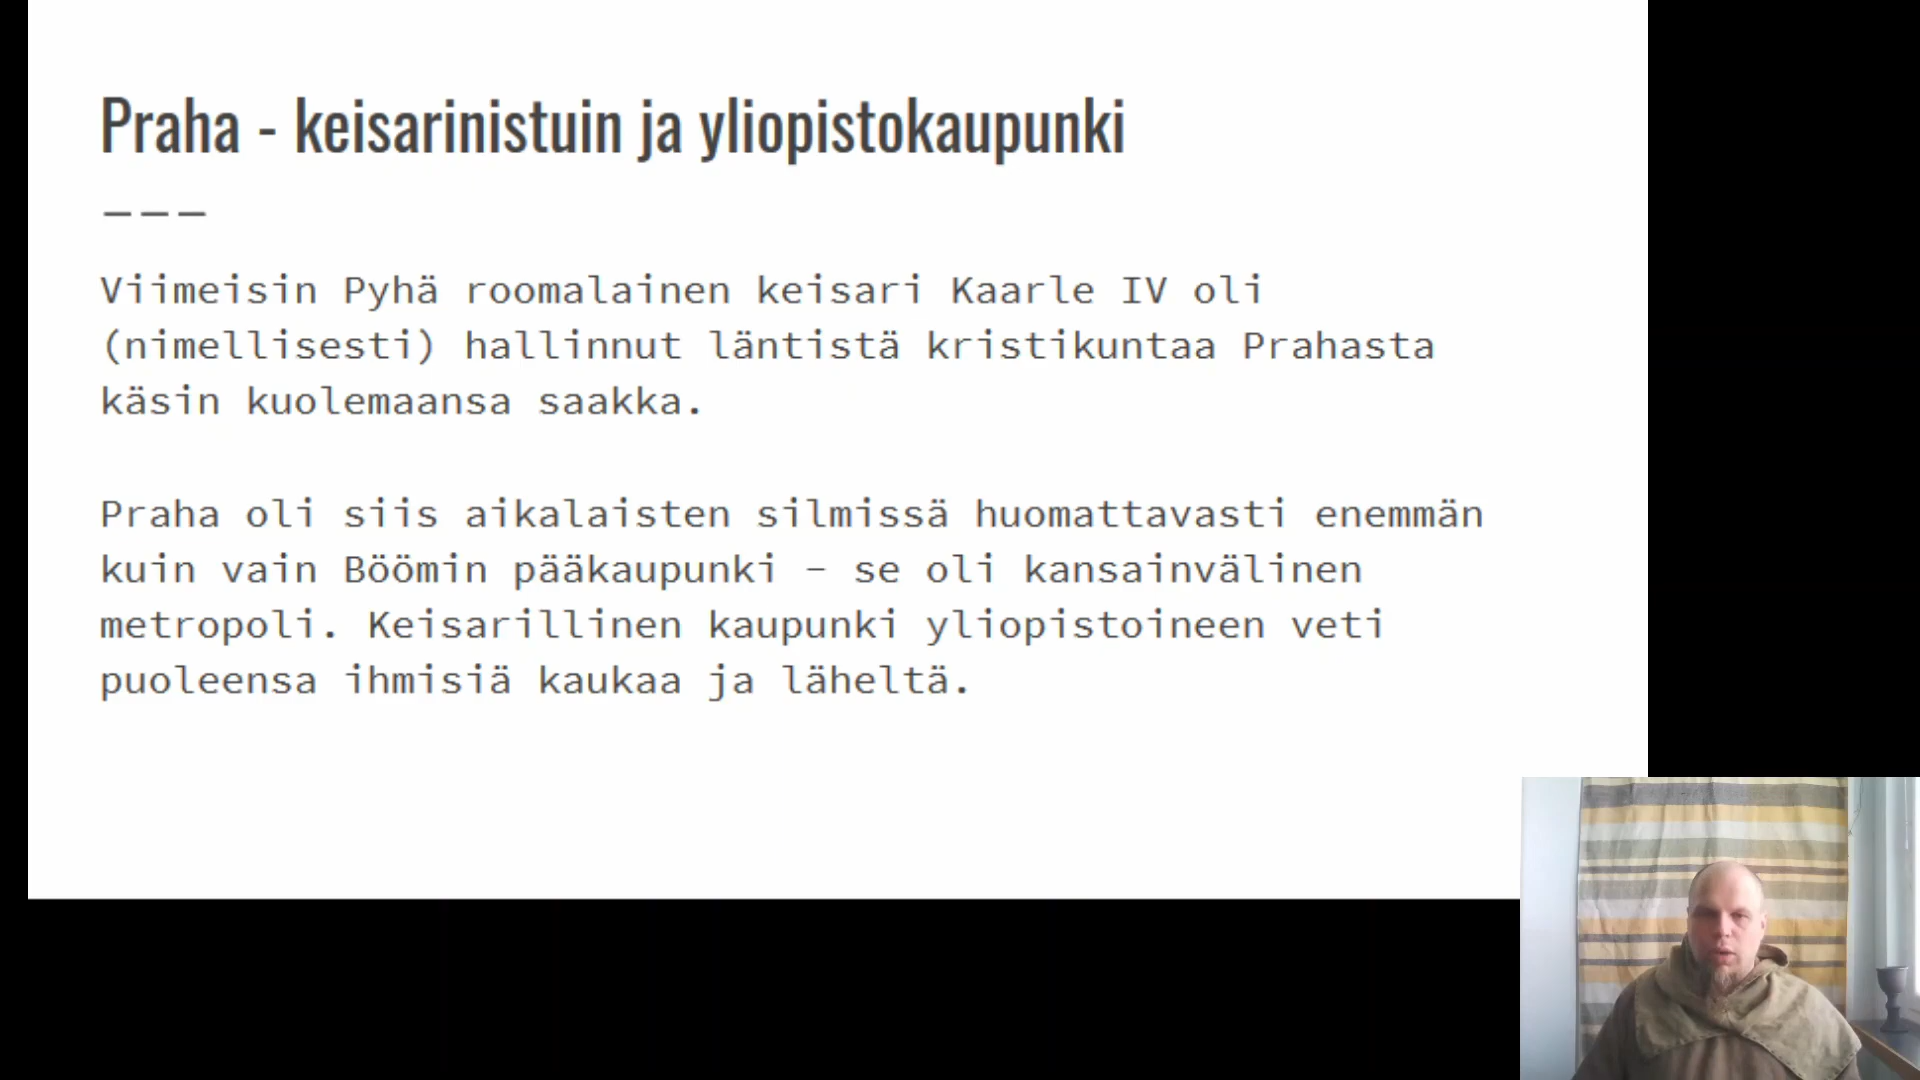 Praha - keisarinistuin ja yliopistokaupunki
Viimeisin Pyhä roomalainen keisari Kaarle IV oli
(nimellisesti) hallinnut läntistä kristikuntaa Prahasta
käsin kuolemaansa saakka.
Praha oli siis aikalaisten silmissä huomattavasti enemmän
kuin vain Böömin pääkaupunki – se oli kansainvälinen
metropoli. Keisarillinen kaupunki yliopistoineen veti
puoleensa ihmisiä kaukaa ja läheltä.